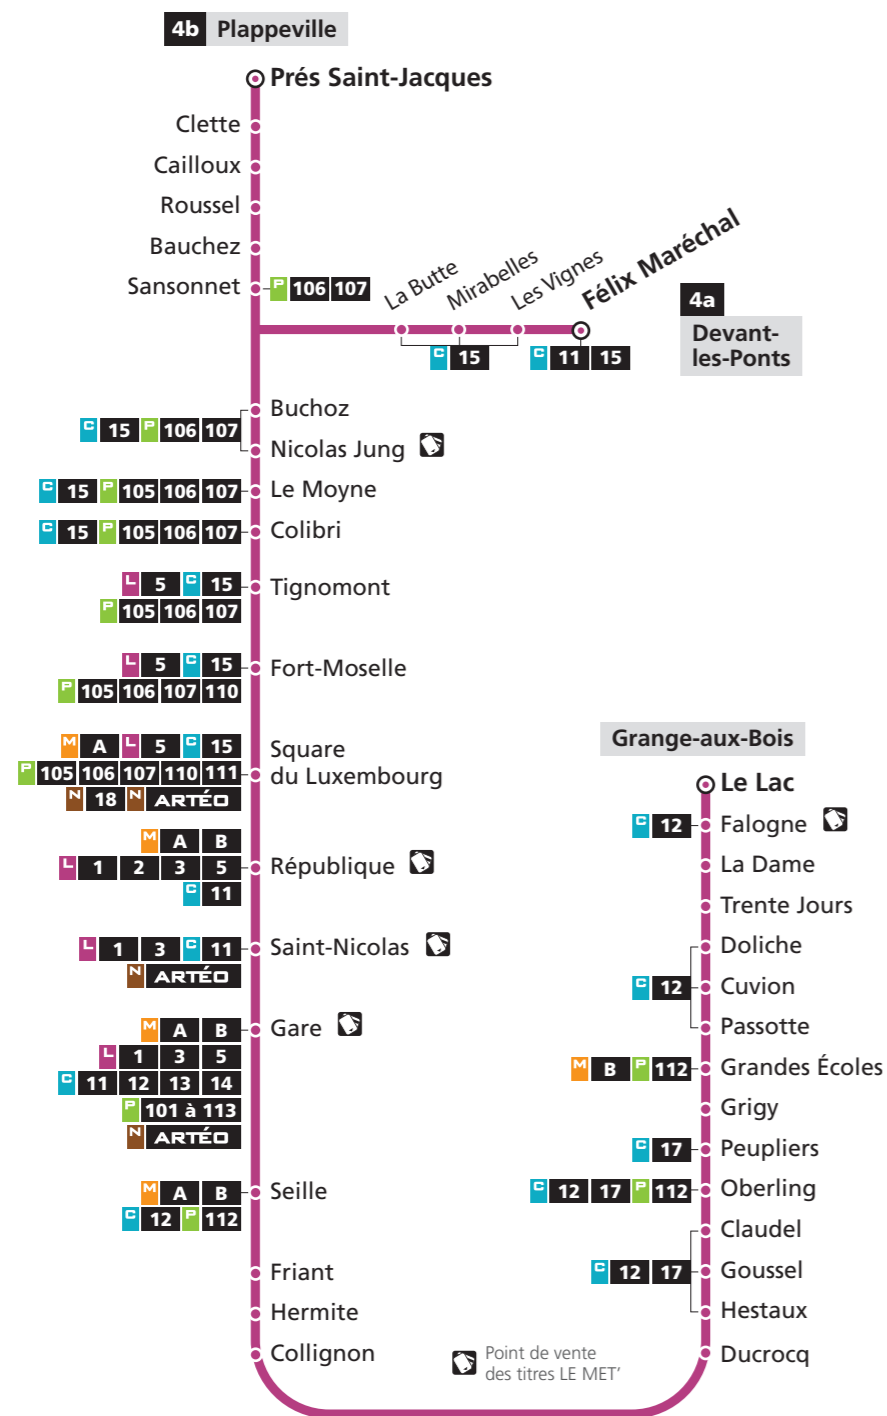 4b Plappeville
Prés Saint-Jacques
Clette
Cailloux
Roussel
Bauchez
Sansonnet P 106 107
La Butte
Mirabelles
Les Vignes
Félix Maréchal
4a
Devant-
les-Ponts
C 15
C 11 15
Buchoz
C 15 P 106 107
Nicolas Jung
C 15 P 105 106 107 Le Moyne
C 15 P 105 106 107 Colibri
L 5 C 15 Tignomont
P 105 106 107
L 5 C 15 Fort-Moselle
P 105 106 107 110
M A L 5 C 15 Square
P 105 106 107 110 111 du Luxembourg
N 18 N ARTÉO
M A B
L 1 2 3 5 République
C 11
L 1 3 C 11 Saint-Nicolas
N ARTÉO
M A B Gare
L 1 3 5
C 11 12 13 14
P 101 à 113
N ARTÉO
M A B Seille
C 12 P 112
Friant
Hermite
Collignon
Grange-aux-Bois
Le Lac
C 12 Falogne
La Dame
Trente Jours
Doliche
C 12 Cuvion
Passotte
M B P 112 Grandes Écoles
Grigy
C 17 Peupliers
C 12 17 P 112 Oberling
Claudel
C 12 17 Goussel
Hestaux
Ducrocq
Point de vente
des titres LE MET'